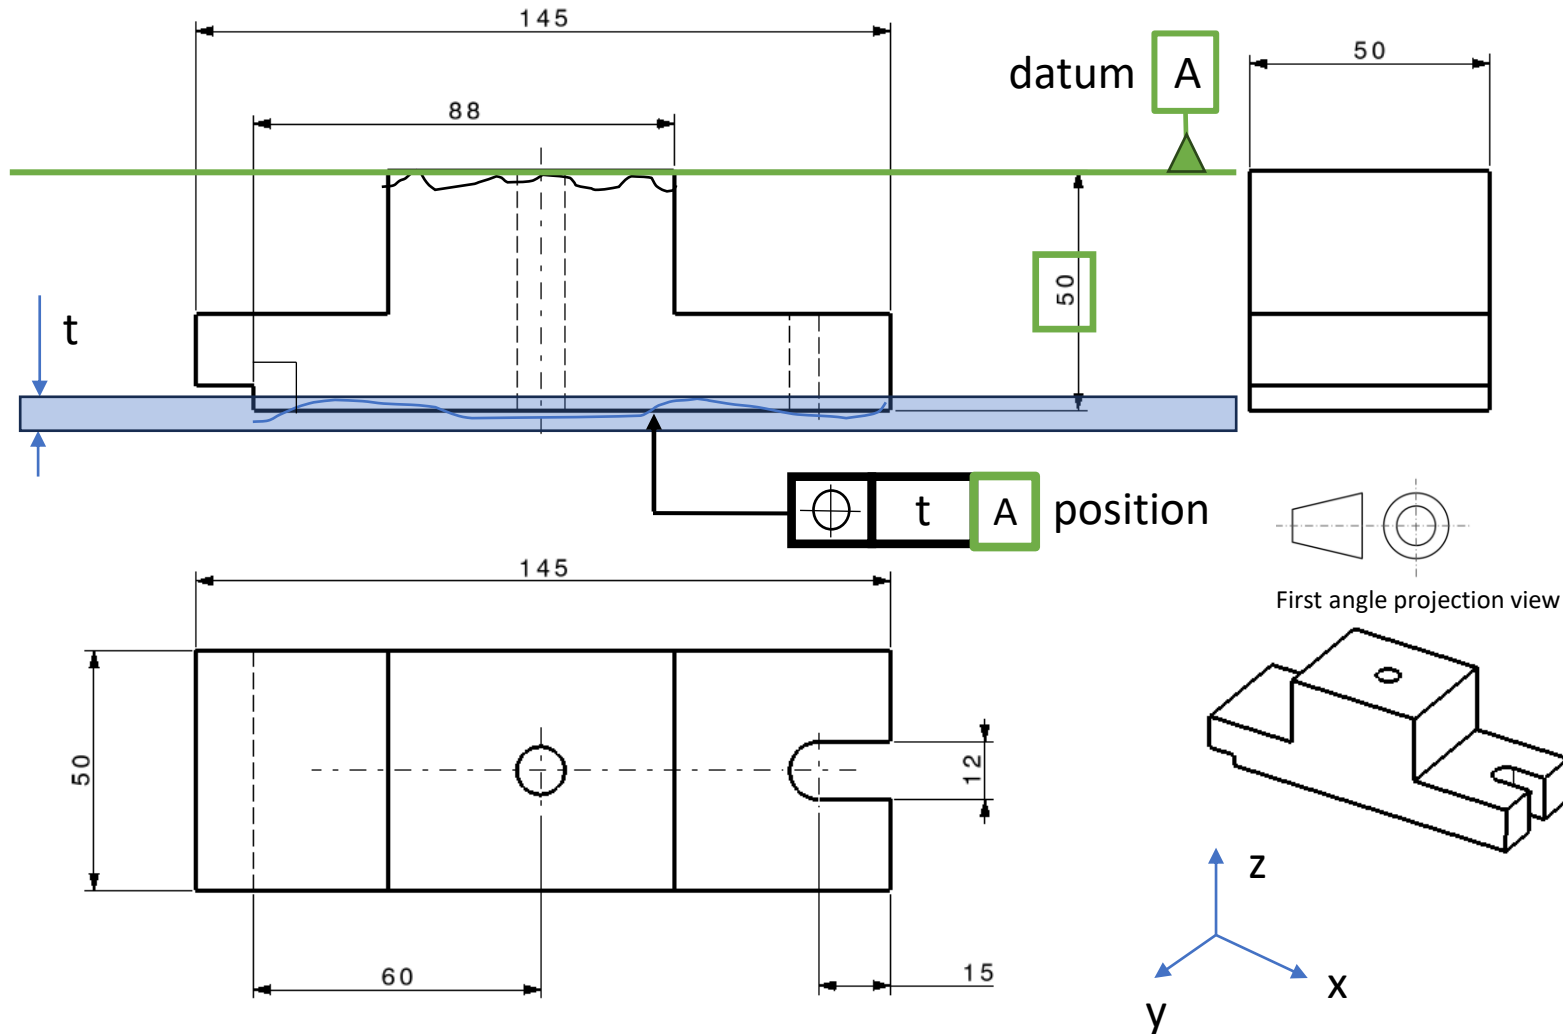 145
datum A
50
88
50
t
t A position
145
First angle projection view
50
12
z
60
15
x
y